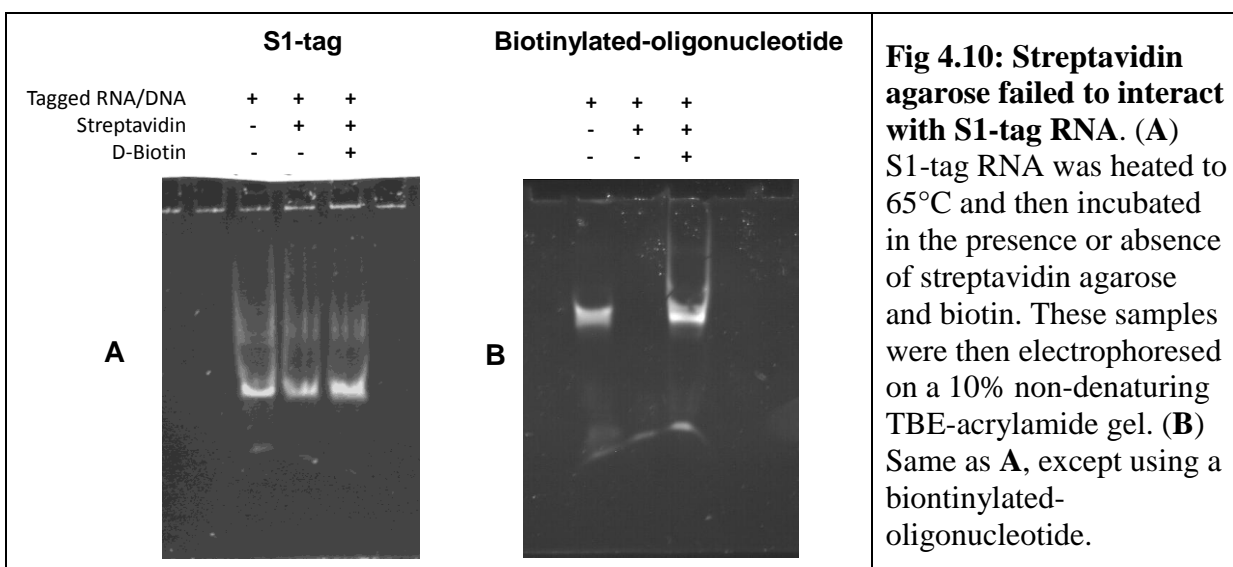 S1-tag
Biotinylated-oligonucleotide
Tagged RNA/DNA + + + + + +
Streptavidin - + + - + +
D-Biotin - - + - - +
A
B
Fig 4.10: Streptavidin
agarose failed to interact
with S1-tag RNA. (A)
S1-tag RNA was heated to
65°C and then incubated
in the presence or absence
of streptavidin agarose
and biotin. These samples
were then electrophoresed
on a 10% non-denaturing
TBE-acrylamide gel. (B)
Same as A, except using a
biontinylated-
oligonucleotide.